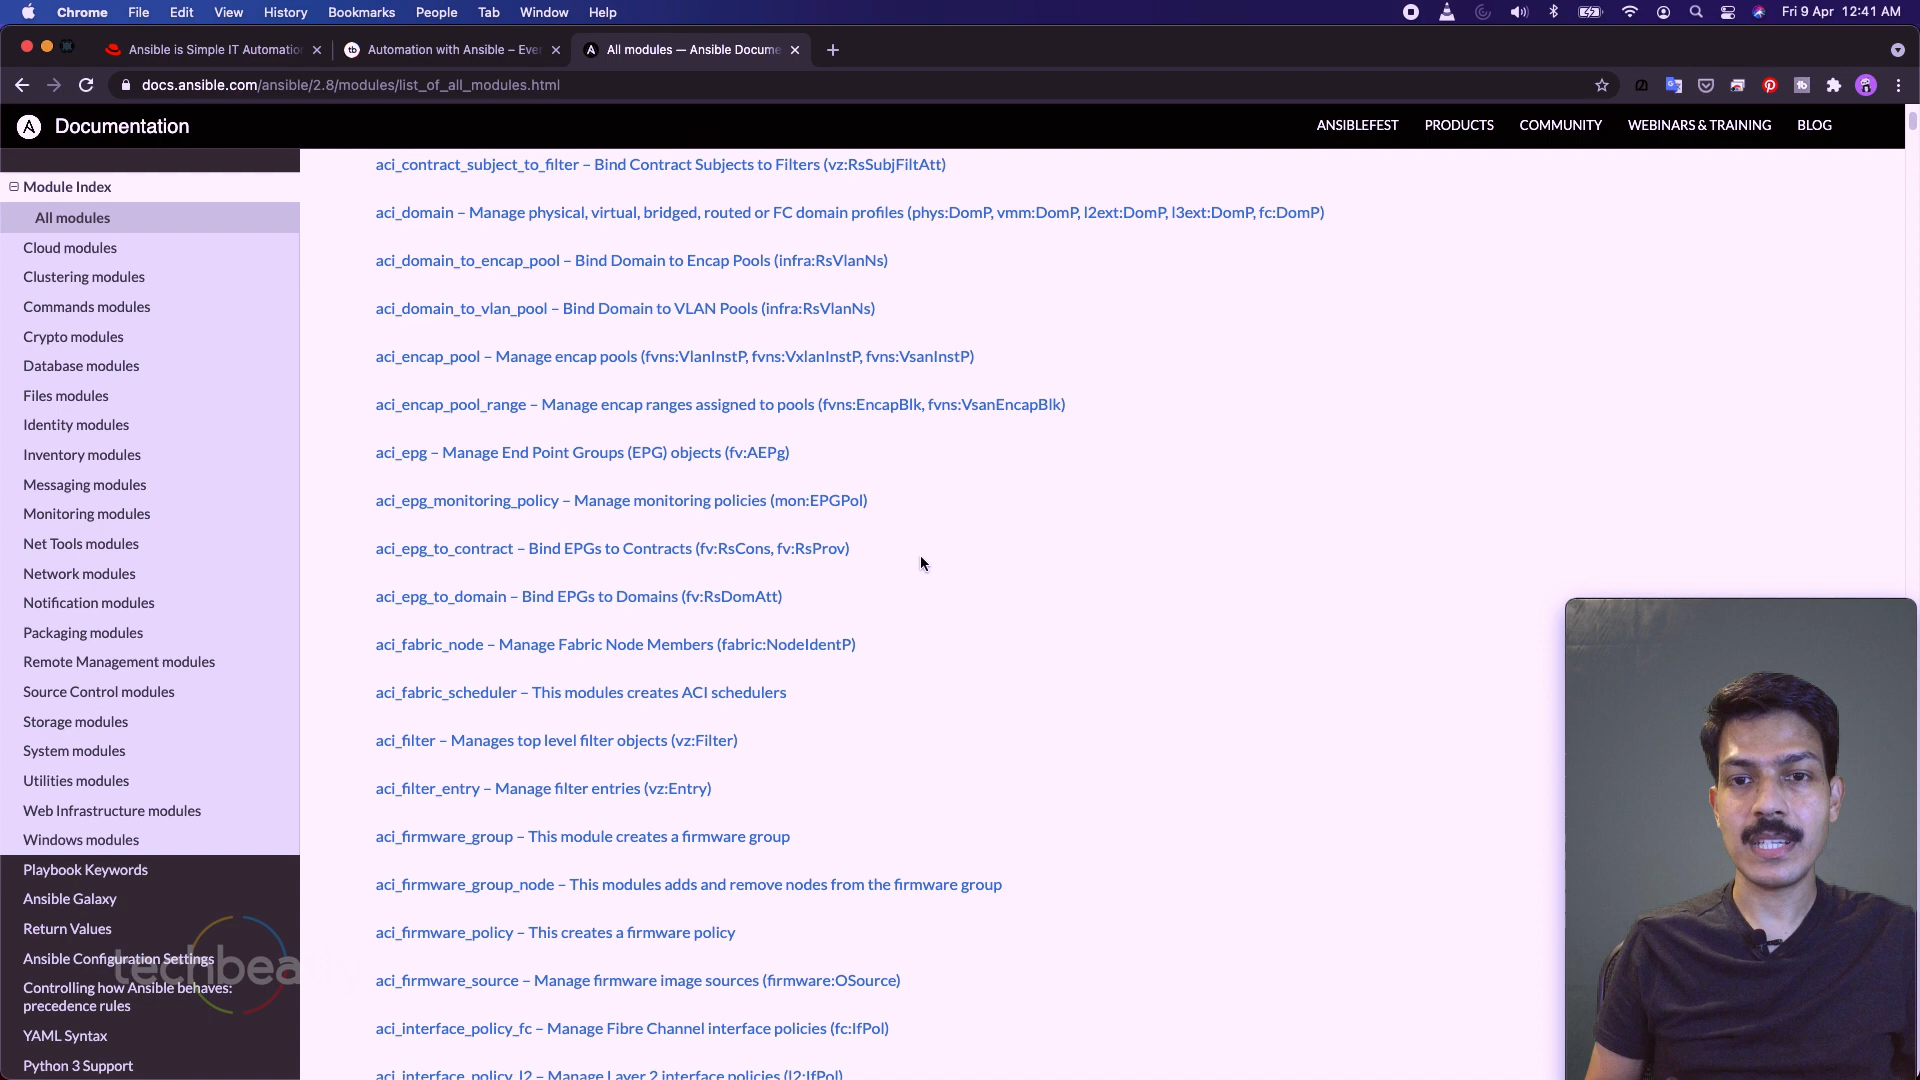 Chrome File Edit View History Bookmarks People Tab Window Help Fri 9 Apr 12:41 AM
Ansible is Simple IT Automation
Automation with Ansible – Ever
All modules — Ansible Docume
docs.ansible.com/ansible/2.8/modules/list_of_all_modules.html
Documentation
ANSIBLEFEST PRODUCTS COMMUNITY WEBINARS & TRAINING BLOG
Module Index
All modules
Cloud modules
Clustering modules
Commands modules
Crypto modules
Database modules
Files modules
Identity modules
Inventory modules
Messaging modules
Monitoring modules
Net Tools modules
Network modules
Notification modules
Packaging modules
Remote Management modules
Source Control modules
Storage modules
System modules
Utilities modules
Web Infrastructure modules
Windows modules
Playbook Keywords
Ansible Galaxy
Return Values
Ansible Configuration Settings
Controlling how Ansible behaves:
precedence rules
YAML Syntax
Python 3 Support
aci_contract_subject_to_filter – Bind Contract Subjects to Filters (vz:RsSubjFiltAtt)
aci_domain – Manage physical, virtual, bridged, routed or FC domain profiles (phys:DomP, vmm:DomP, l2ext:DomP, l3ext:DomP, fc:DomP)
aci_domain_to_encap_pool – Bind Domain to Encap Pools (infra:RsVlanNs)
aci_domain_to_vlan_pool – Bind Domain to VLAN Pools (infra:RsVlanNs)
aci_encap_pool – Manage encap pools (fvns:VlanInstP, fvns:VxlanInstP, fvns:VsanInstP)
aci_encap_pool_range – Manage encap ranges assigned to pools (fvns:EncapBlk, fvns:VsanEncapBlk)
aci_epg – Manage End Point Groups (EPG) objects (fv:AEPg)
aci_epg_monitoring_policy – Manage monitoring policies (mon:EPGPol)
aci_epg_to_contract – Bind EPGs to Contracts (fv:RsCons, fv:RsProv)
aci_epg_to_domain – Bind EPGs to Domains (fv:RsDomAtt)
aci_fabric_node – Manage Fabric Node Members (fabric:NodeIdentP)
aci_fabric_scheduler – This modules creates ACI schedulers
aci_filter – Manages top level filter objects (vz:Filter)
aci_filter_entry – Manage filter entries (vz:Entry)
aci_firmware_group – This module creates a firmware group
aci_firmware_group_node – This modules adds and remove nodes from the firmware group
aci_firmware_policy – This creates a firmware policy
aci_firmware_source – Manage firmware image sources (firmware:OSource)
aci_interface_policy_fc – Manage Fibre Channel interface policies (fc:IfPol)
aci_interface_policy_l2 – Manage Layer 2 interface policies (l2:IfPol)